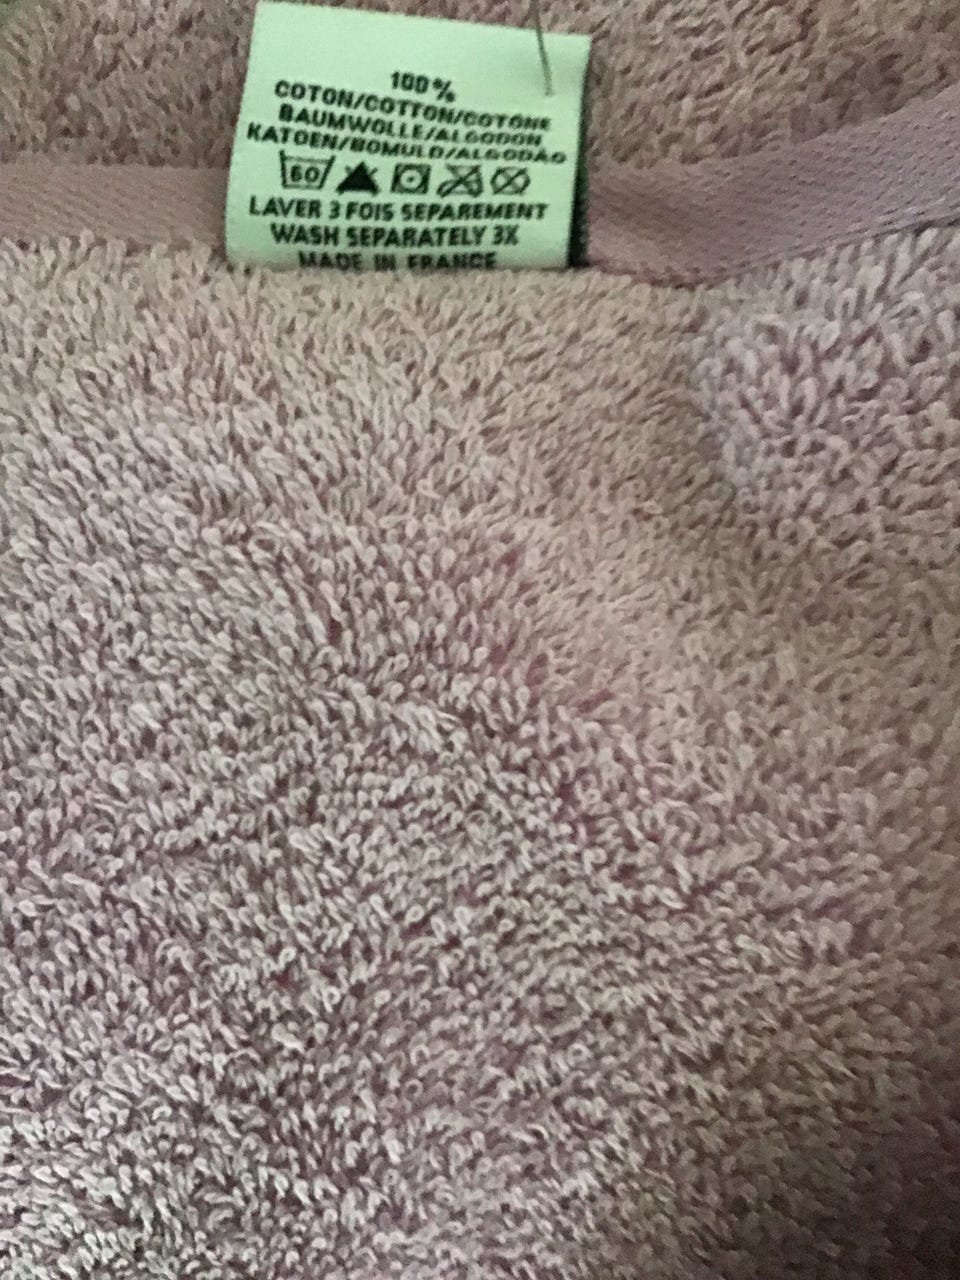 100%
COTON/COTTON/COTONE
BAUMWOLLE/ALGODON
KATOEN/BOMULD/ALGODAO
60
LAVER 3 FOIS SEPAREMENT
WASH SEPARATELY 3X
MADE IN FRANCE